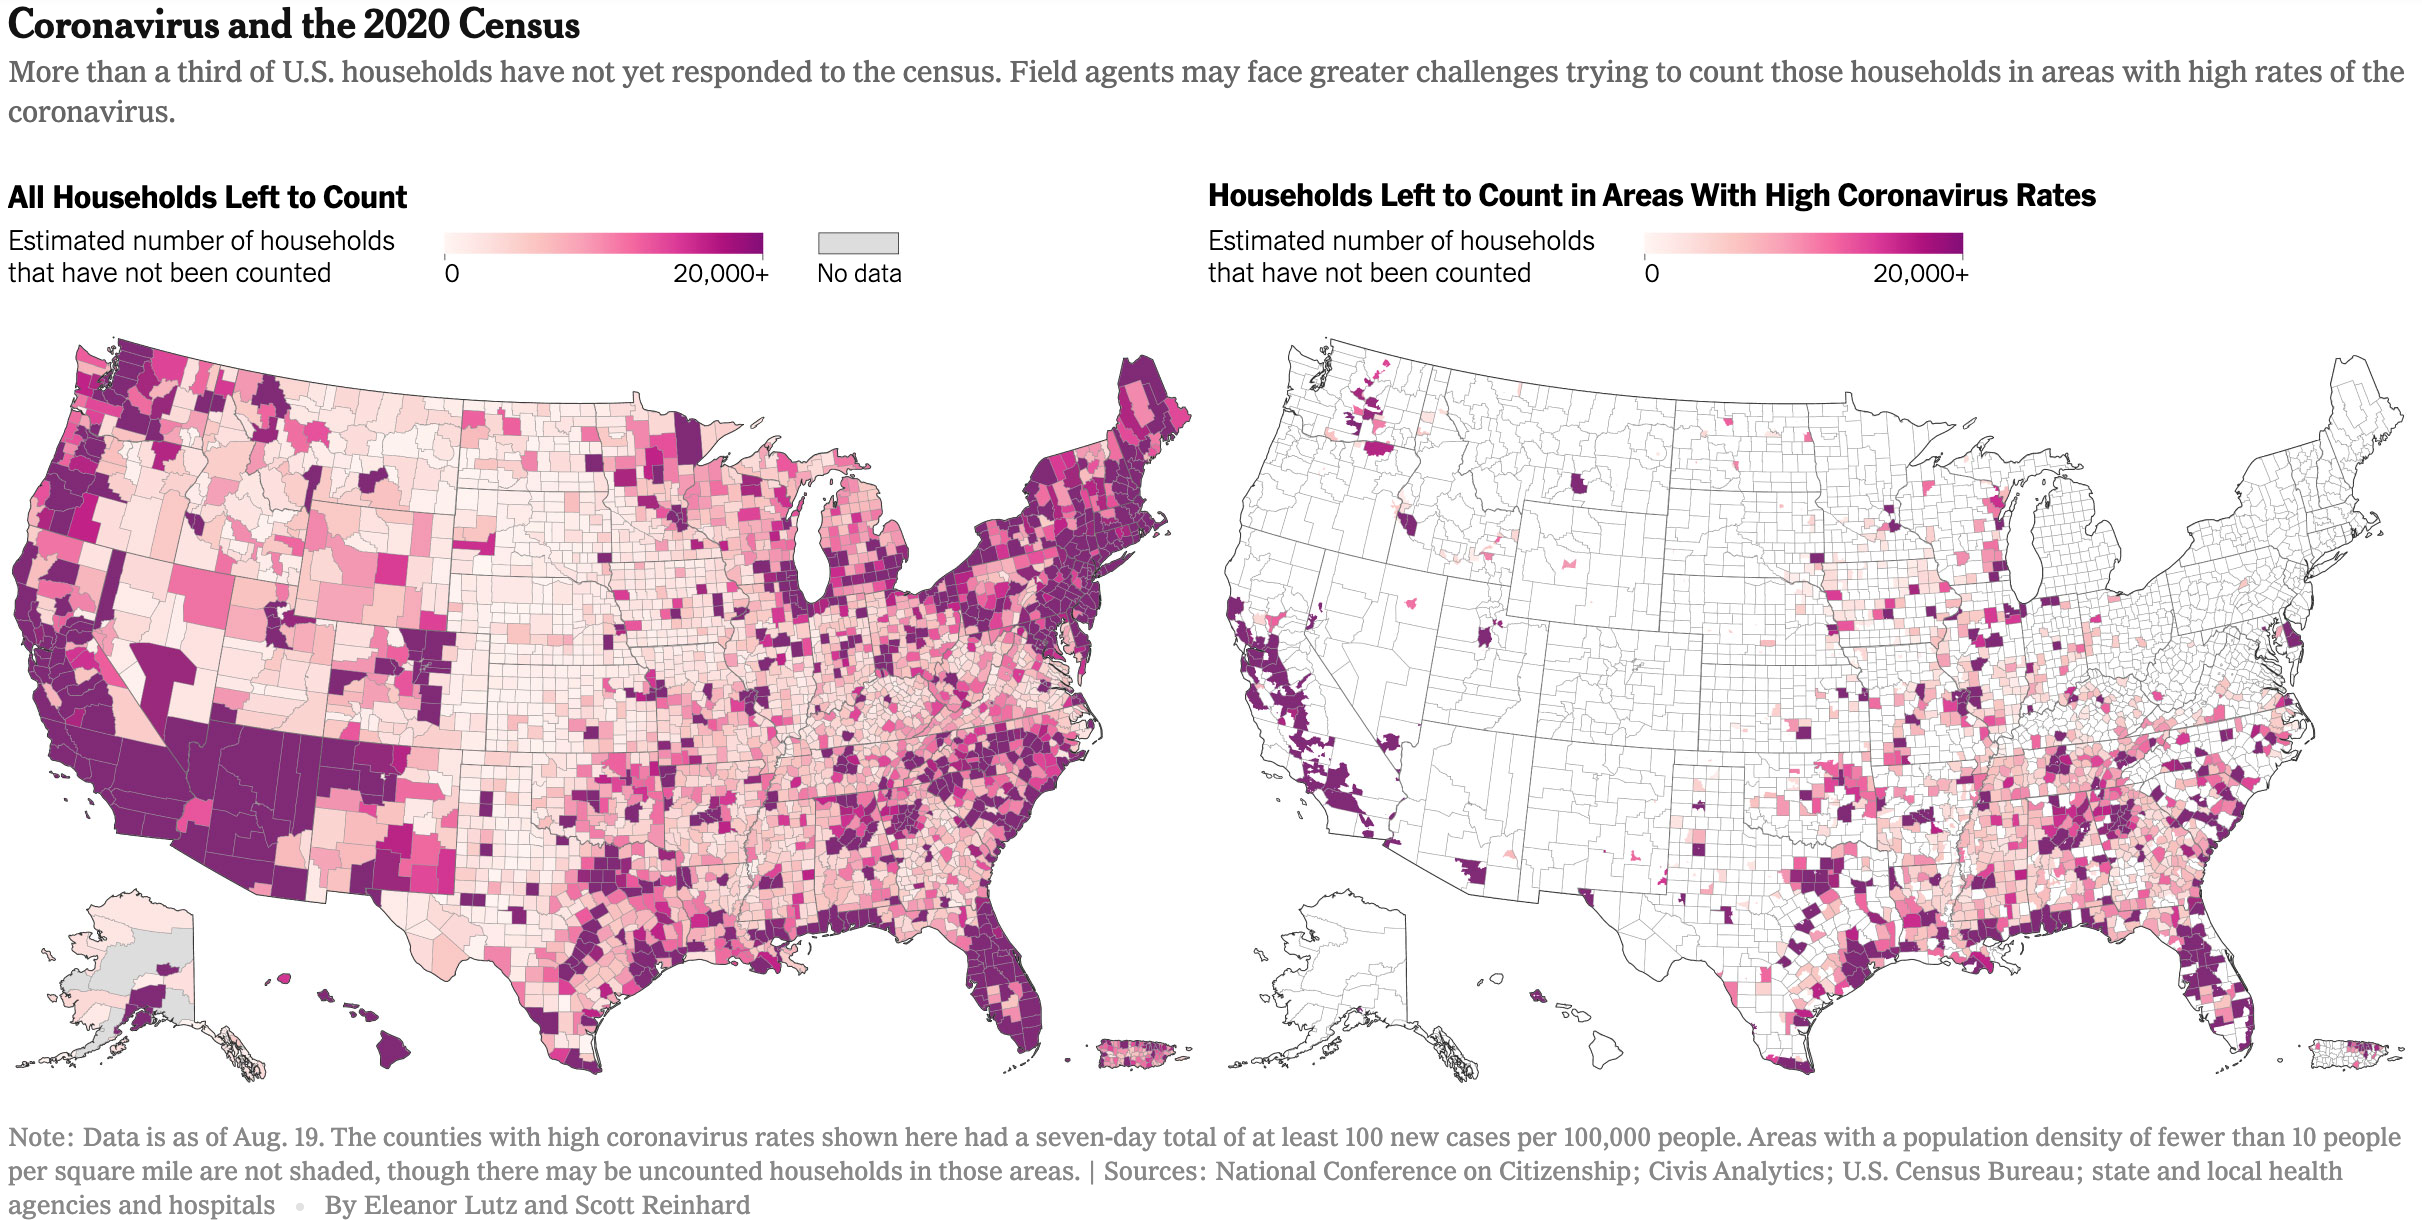 Coronavirus and the 2020 Census
More than a third of U.S. households have not yet responded to the census. Field agents may face greater challenges trying to count those households in areas with high rates of the
coronavirus.
All Households Left to Count
Estimated number of households
that have not been counted
0
20,000+
No data
Households Left to Count in Areas With High Coronavirus Rates
Estimated number of households
that have not been counted
0
20,000+
Note: Data is as of Aug. 19. The counties with high coronavirus rates shown here had a seven-day total of at least 100 new cases per 100,000 people. Areas with a population density of fewer than 10 people
per square mile are not shaded, though there may be uncounted households in those areas. | Sources: National Conference on Citizenship; Civis Analytics; U.S. Census Bureau; state and local health
agencies and hospitals • By Eleanor Lutz and Scott Reinhard